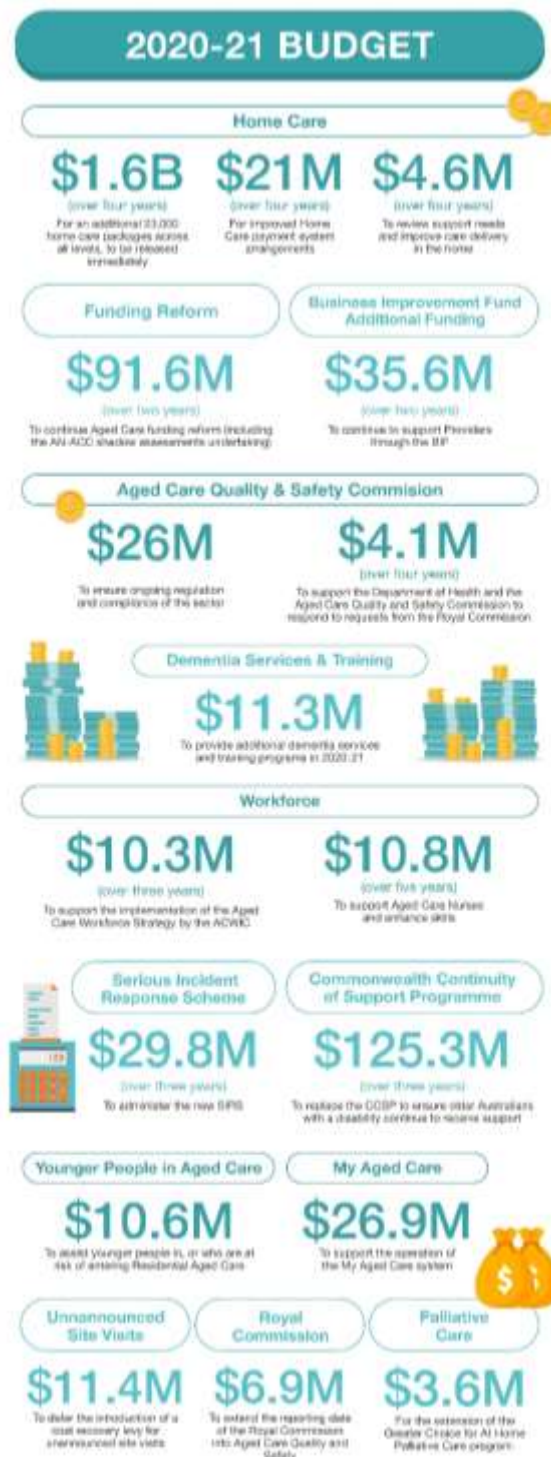 2020-21 BUDGET
Home Care
$1.6B
(over four years)
For an additional 23,000
home care packages across
all levels, to be released
immediately
$21M
(over four years)
For improved Home
Care payment system
arrangements
$4.6M
(over four years)
To review support needs
and improve care delivery
in the home
Funding Reform
$91.6M
(over two years)
To continue Aged Care funding reform (including
the AN-ACC shadow assessments undertaking)
Business Improvement Fund
Additional Funding
$35.6M
(over two years)
To continue to support Providers
through the BIF
Aged Care Quality & Safety Commision
$26M
To ensure ongoing regulation
and compliance of the sector
$4.1M
(over four years)
To support the Department of Health and the
Aged Care Quality and Safety Commission to
respond to requests from the Royal Commission
Dementia Services & Training
$11.3M
To provide additional dementia services
and training programs in 2020-21
Workforce
$10.3M
(over three years)
To support the implementation of the Aged
Care Workforce Strategy by the ACWIC
$10.8M
(over five years)
To support Aged Care Nurses
and enhance skills
Serious Incident
Response Scheme
$29.8M
(over three years)
To administer the new SIRS
Commonwealth Continuity
of Support Programme
$125.3M
(over three years)
To replace the CCSP to ensure older Australians
with a disability continue to receive support
Younger People in Aged Care
$10.6M
To assist younger people in, or who are at
risk of entering Residential Aged Care
My Aged Care
$26.9M
To support the operation of
the My Aged Care system
Unnannounced
Site Visits
$11.4M
To defer the introduction of a
cost recovery levy for
unannounced site visits
Royal
Commission
$6.9M
To extend the reporting date
of the Royal Commission
into Aged Care Quality and
Safety
Palliative
Care
$3.6M
For the extension of the
Greater Choice for At Home
Palliative Care program
$